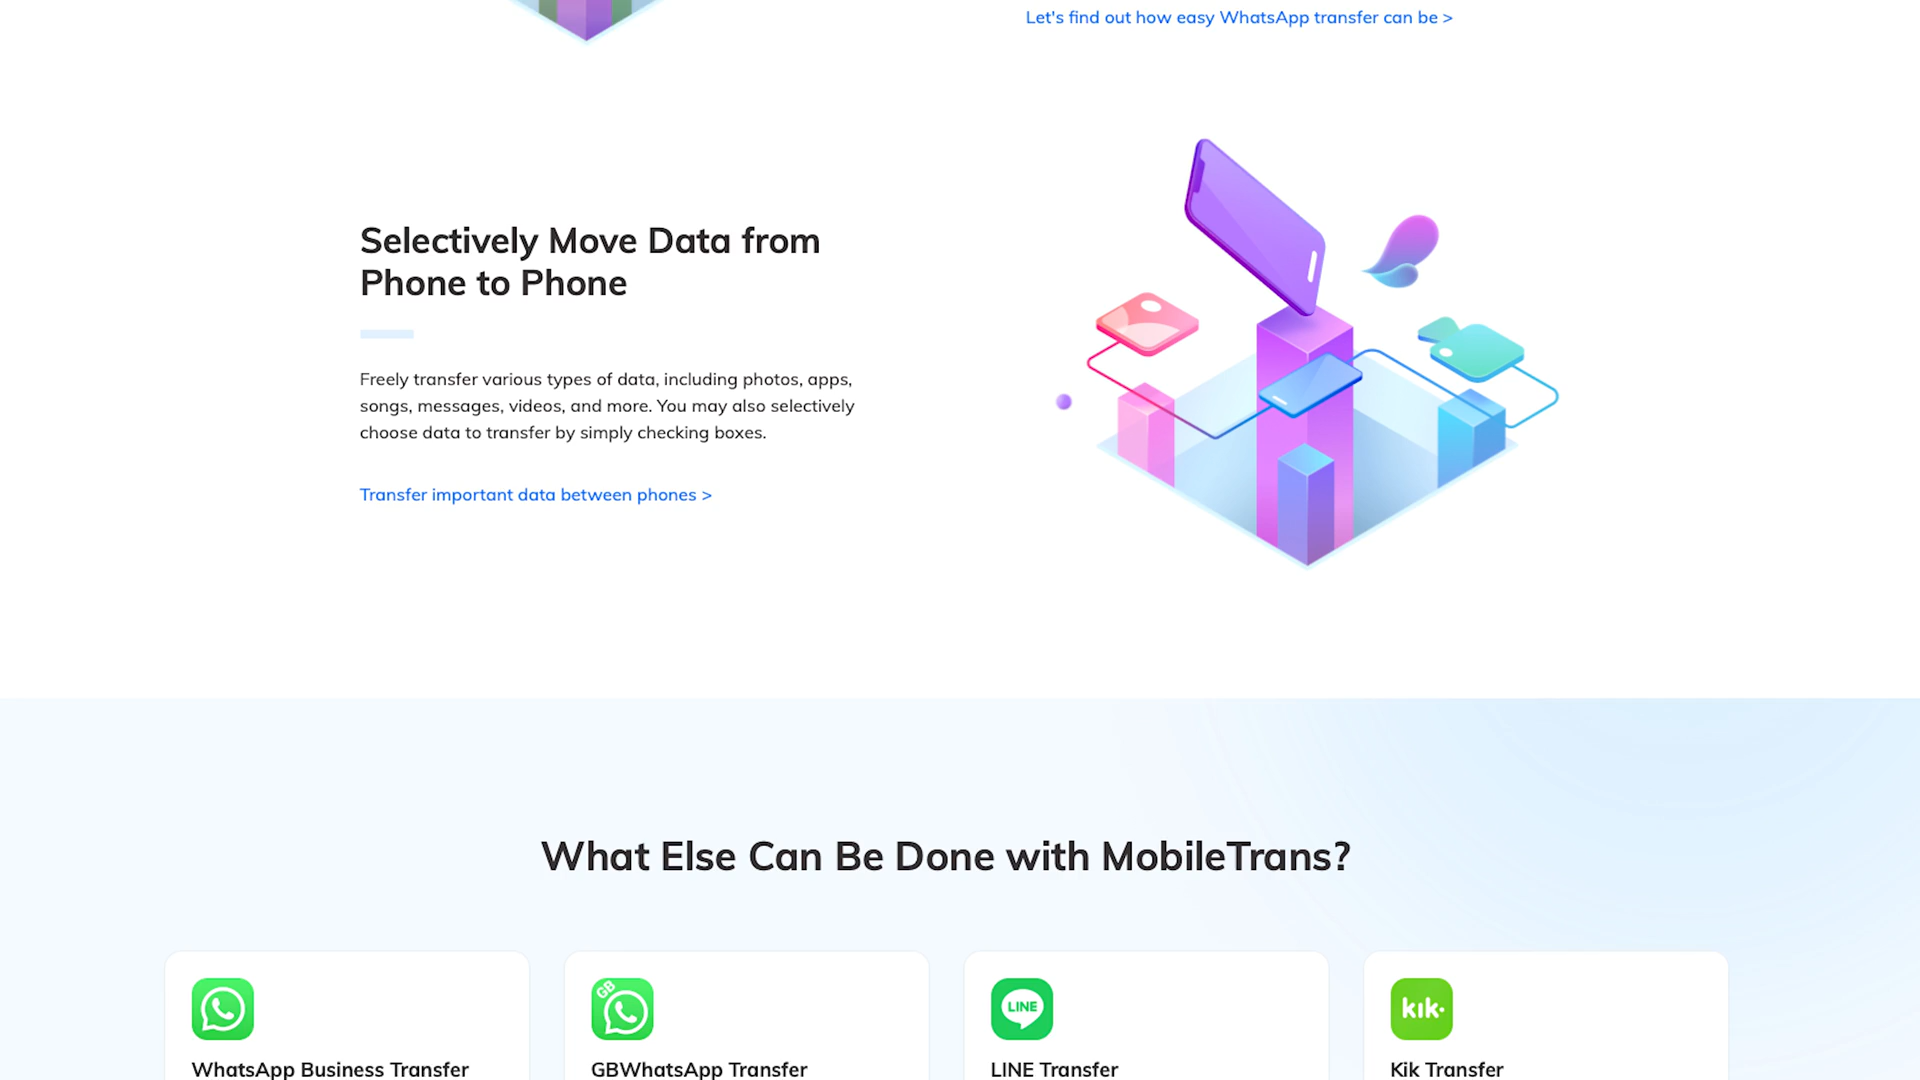 Let's find out how easy WhatsApp transfer can be >
Selectively Move Data from
Phone to Phone
Freely transfer various types of data, including photos, apps,
songs, messages, videos, and more. You may also selectively
choose data to transfer by simply checking boxes.
Transfer important data between phones >
What Else Can Be Done with MobileTrans?
GB
LINE
kik·
WhatsApp Business Transfer
GBWhatsApp Transfer
LINE Transfer
Kik Transfer